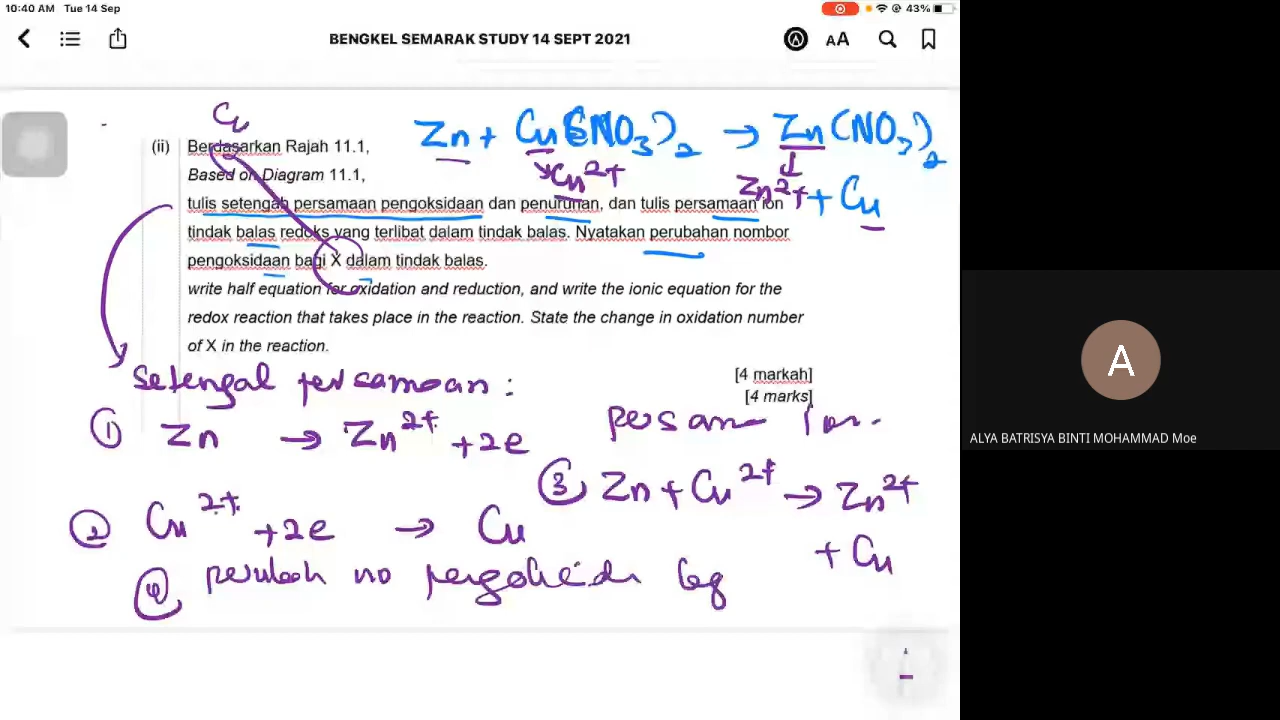 10:40 AM Tue 14 Sep
43%
BENGKEL SEMARAK STUDY 14 SEPT 2021
AA
Cu
Zn + Cu(NO3)2 → Zn(NO3)2
Cu2+
Zn2+ + Cu
(ii) Berdasarkan Rajah 11.1,
Based on Diagram 11.1,
tulis setengah persamaan pengoksidaan dan penurunan, dan tulis persamaan ion
tindak balas redoks yang terlibat dalam tindak balas. Nyatakan perubahan nombor
pengoksidaan bagi X dalam tindak balas.
write half equation for oxidation and reduction, and write the ionic equation for the
redox reaction that takes place in the reaction. State the change in oxidation number
of X in the reaction.
[4 markah]
[4 marks]
Setengah persamaan :
① Zn → Zn2+ + 2e
② Cu2+ + 2e → Cu
persamaan ion
③ Zn + Cu2+ → Zn2+
+ Cu
④ no
A
ALYA BATRISYA BINTI MOHAMMAD Moe